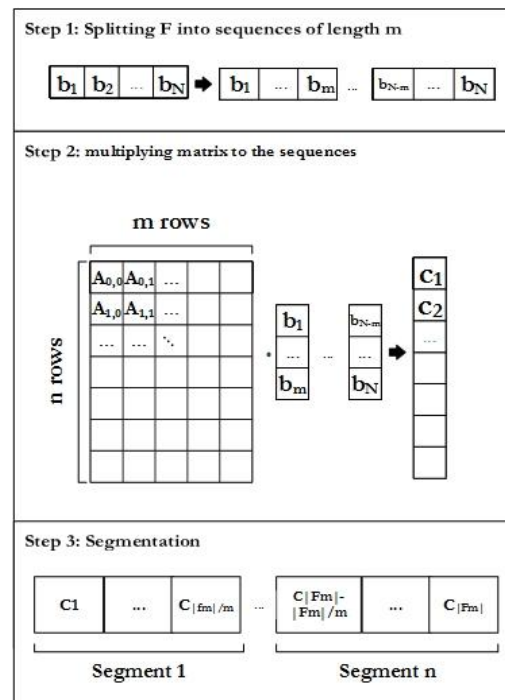 Step 1: Splitting F into sequences of length m
b1 b2 ... bN b1 ... bm ... bN-m ... bN
Step 2: multiplying matrix to the sequences
m rows
n rows
A0,0 A0,1 ...
A1,0 A1,1 ...
... ... ⋱
b1 ... bm
...
bN-m ... bN
c1
c2
...
Step 3: Segmentation
C1 ... C|fm|/m ... C|Fm|-|Fm|/m ... C|Fm|
Segment 1 Segment n